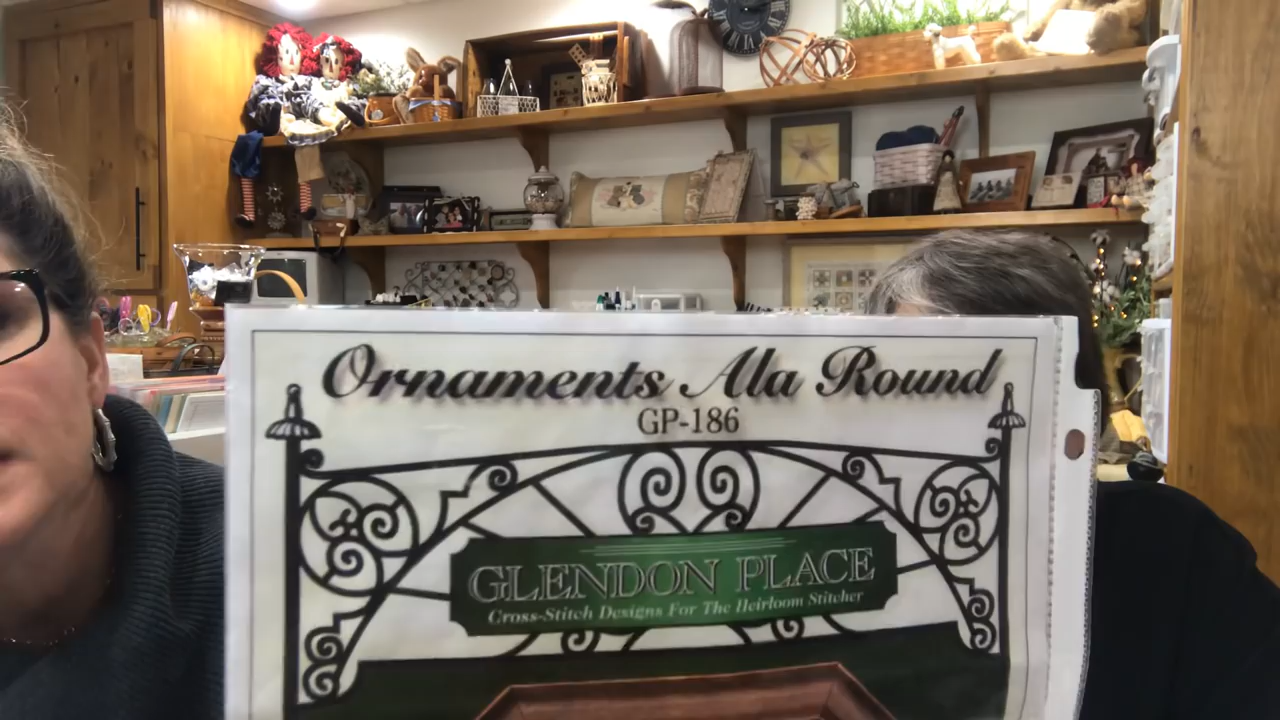 Ornaments Ala Round
GP-186
GLENDON PLACE
Cross-Stitch Designs For The Heirloom Stitcher